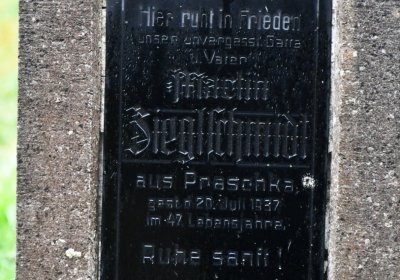 Hier ruht in Frieden
unser unvergessl. Gatte
u. Vater
Martin
Zieglschmidt
aus Praschka,
gest'd 20. Juli 1937
im 47. Lebensjahre.
Ruhe sanft!